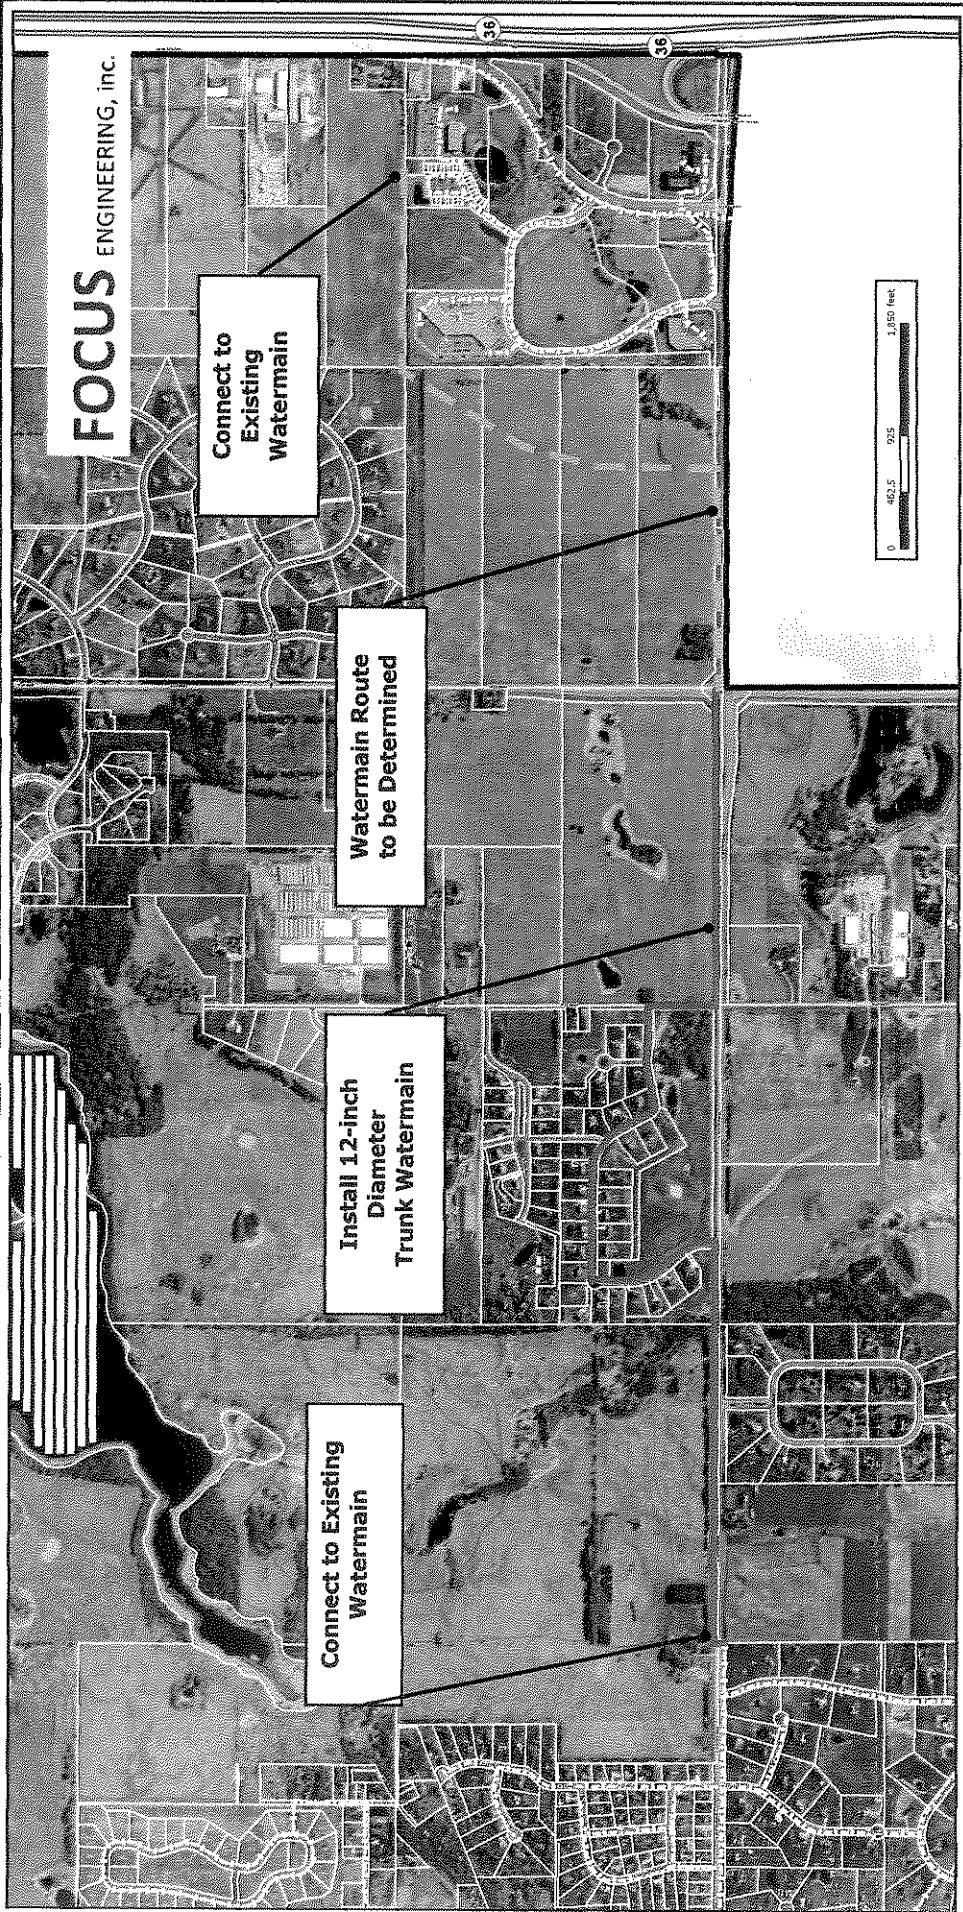 FOCUS ENGINEERING, inc.
36
36
Connect to
Existing
Watermain
Watermain Route
to be Determined
Install 12-inch
Diameter
Trunk Watermain
Connect to Existing
Watermain
0 462.5 925 1,850 feet